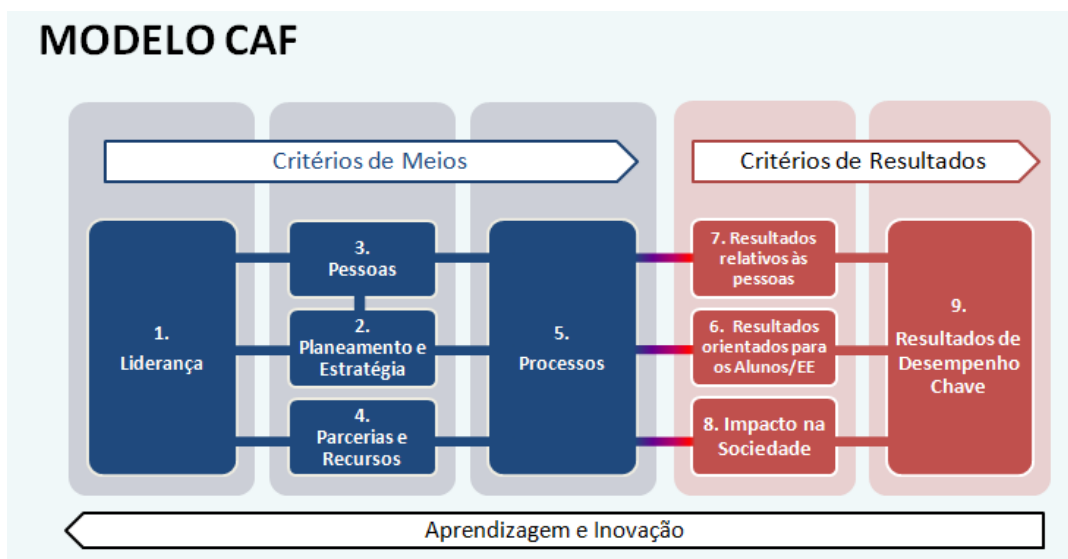 MODELO CAF
Critérios de Meios
Critérios de Resultados
1.
Liderança
3.
Pessoas
2.
Planeamento e
Estratégia
4.
Parcerias e
Recursos
5.
Processos
7. Resultados
relativos às
pessoas
6. Resultados
orientados para
os Alunos/EE
8. Impacto na
Sociedade
9.
Resultados de
Desempenho
Chave
Aprendizagem e Inovação